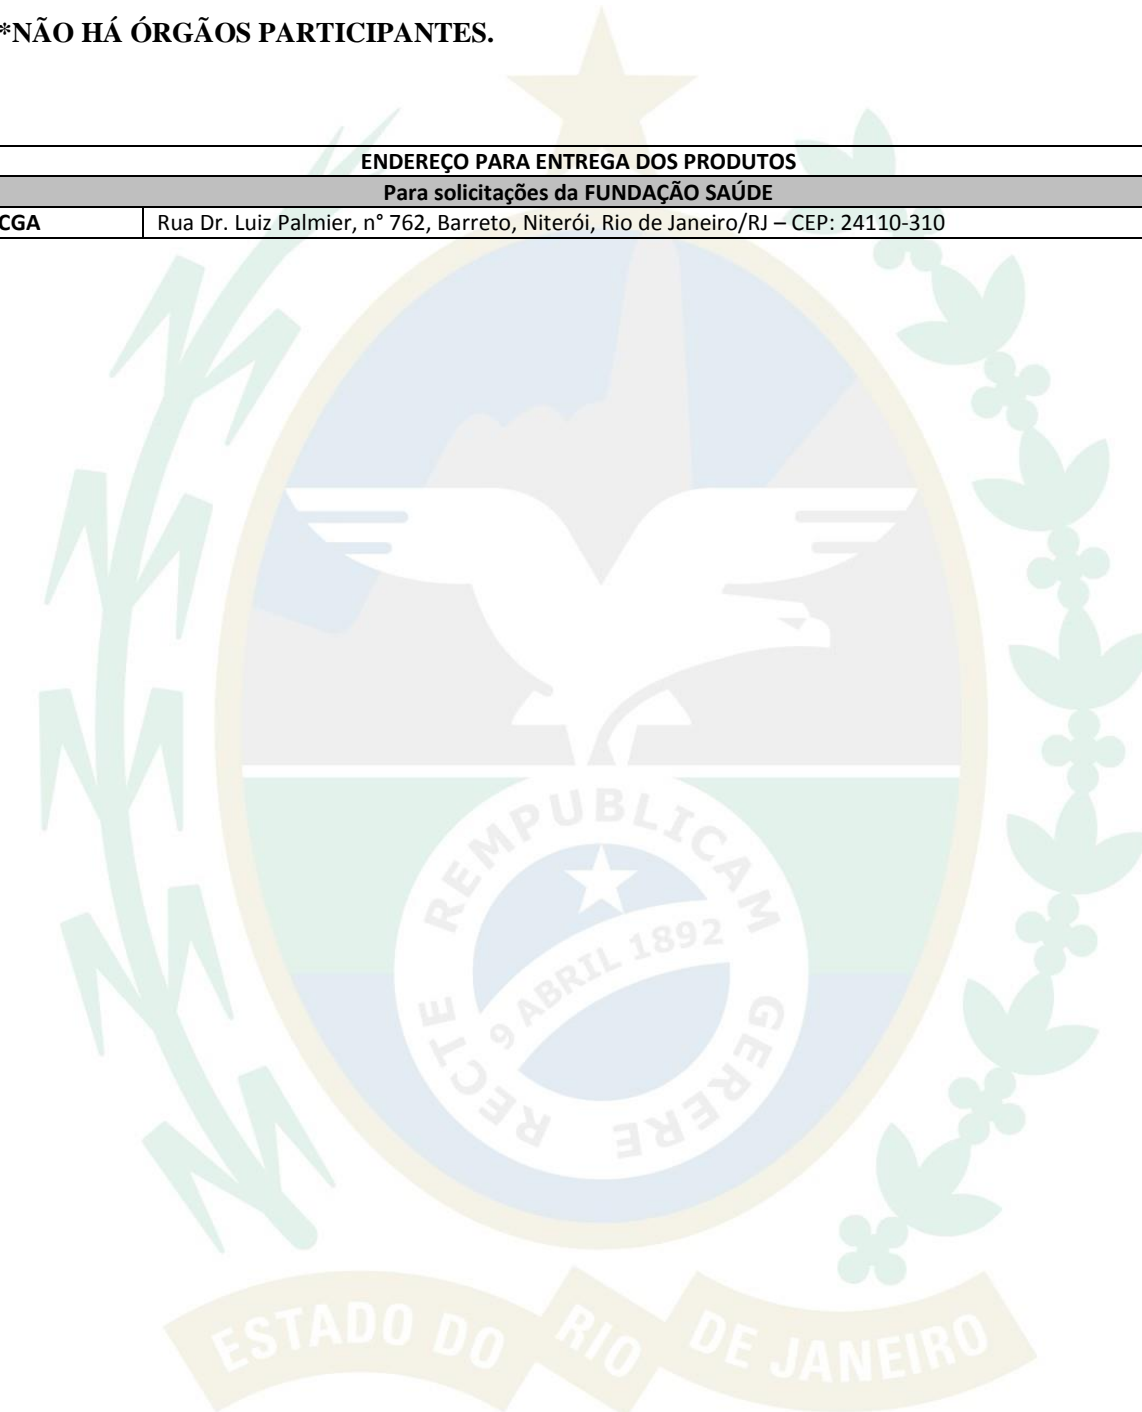 *NÃO HÁ ÓRGÃOS PARTICIPANTES.
ENDEREÇO PARA ENTREGA DOS PRODUTOS
Para solicitações da FUNDAÇÃO SAÚDE
CGA Rua Dr. Luiz Palmier, n° 762, Barreto, Niterói, Rio de Janeiro/RJ – CEP: 24110-310
RECTE REMPUBLICAM GERERE
9 ABRIL 1892
ESTADO DO RIO DE JANEIRO